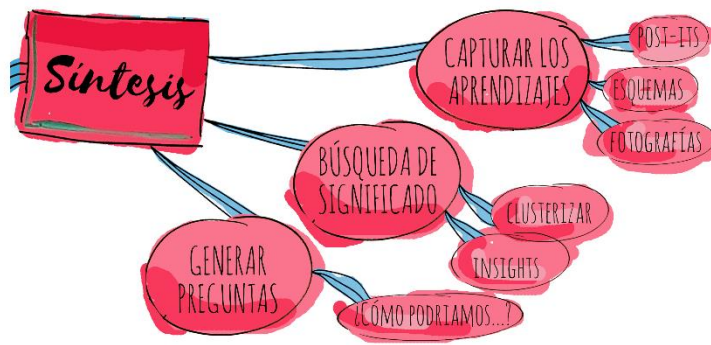 Síntesis
CAPTURAR LOS
APRENDIZAJES
POST-ITS
ESQUEMAS
FOTOGRAFÍAS
BÚSQUEDA DE
SIGNIFICADO
CLUSTERIZAR
INSIGHTS
GENERAR
PREGUNTAS
¿CÓMO PODRIAMOS...?